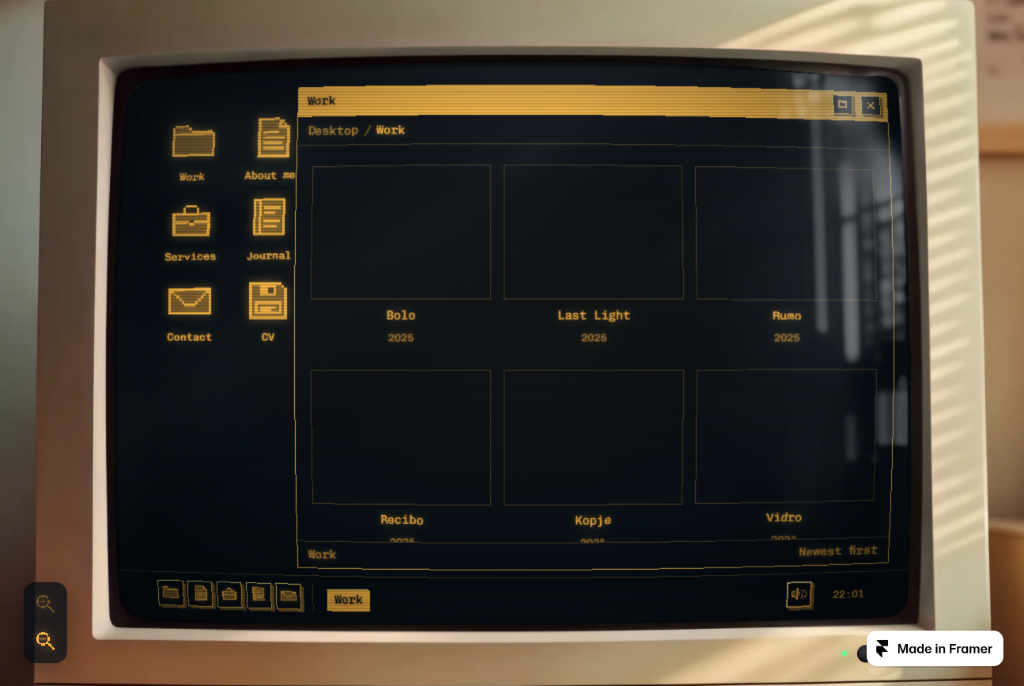 Work
Desktop / Work
Work
About me
Services
Journal
Contact
CV
Bolo
Last Light
Rumo
2025
2025
2025
Recibo
Kopje
Vidro
Work
Newest first
Work
22:01
Made in Framer